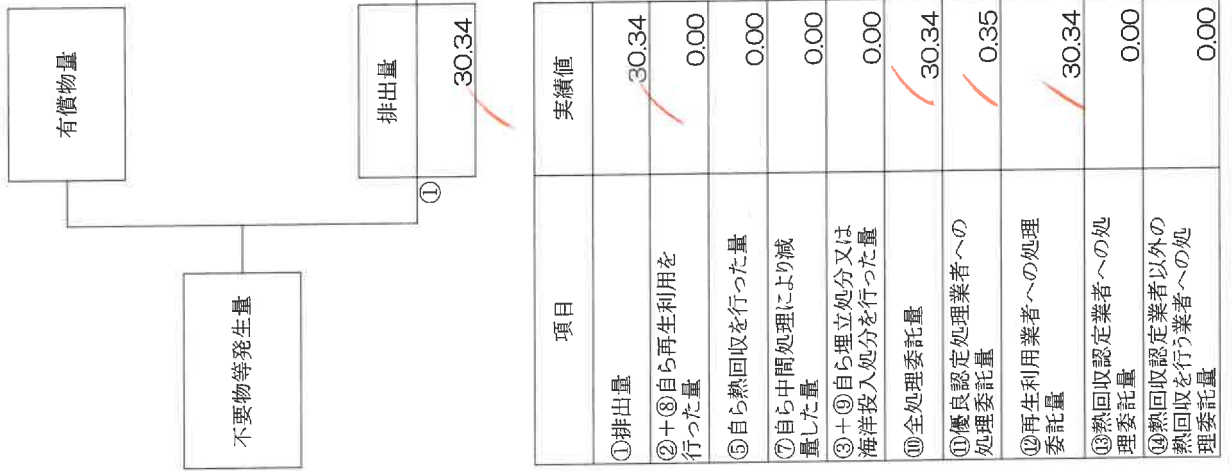 有償物量
不要物等発生量
排出量
①
30.34
項目
実績値
①排出量
30.34
②+⑧自ら再生利用を
行った量
0.00
⑤自ら熱回収を行った量
0.00
⑦自ら中間処理により減
量した量
0.00
③+⑨自ら埋立処分又は
海洋投入処分を行った量
0.00
⑩全処理委託量
30.34
⑪優良認定処理業者への
処理委託量
0.35
⑫再生利用業者への処理
委託量
30.34
⑬熱回収認定業者への処
理委託量
0.00
⑭熱回収認定業者以外の
熱回収を行う業者への処
理委託量
0.00